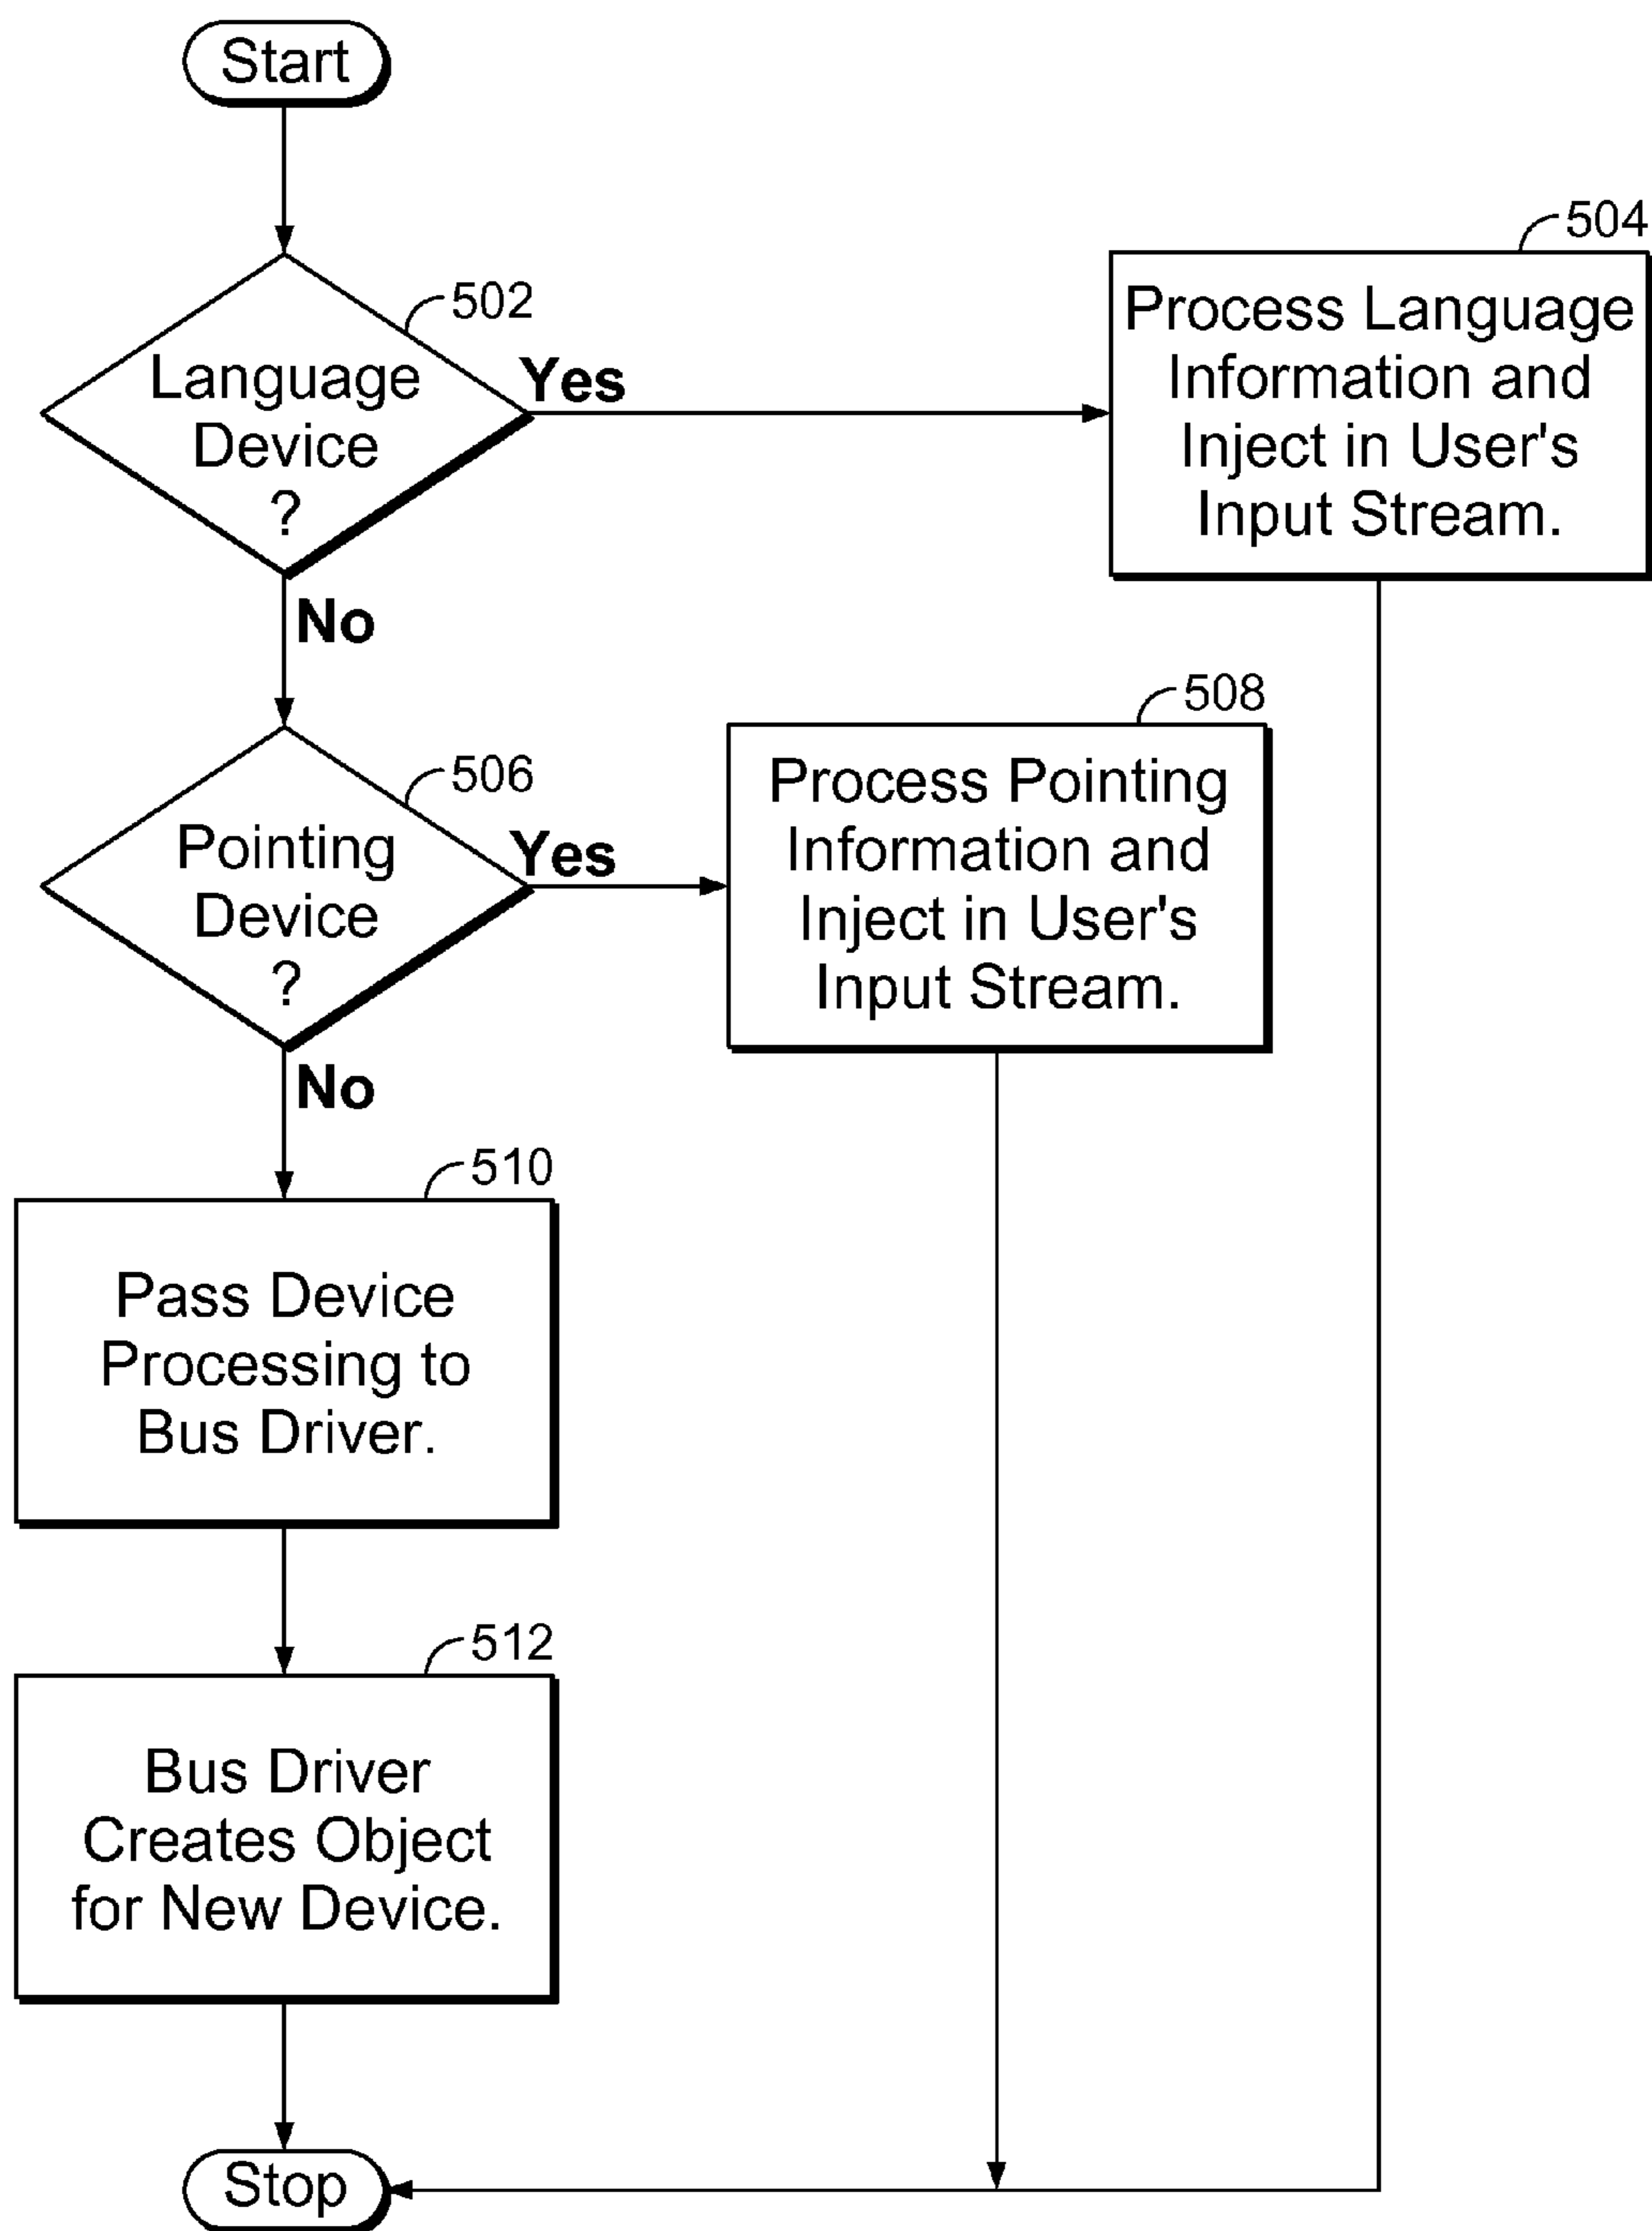 Start
502
Language
Device
?
Yes
No
504
Process Language
Information and
Inject in User's
Input Stream.
506
Pointing
Device
?
Yes
No
508
Process Pointing
Information and
Inject in User's
Input Stream.
510
Pass Device
Processing to
Bus Driver.
512
Bus Driver
Creates Object
for New Device.
Stop